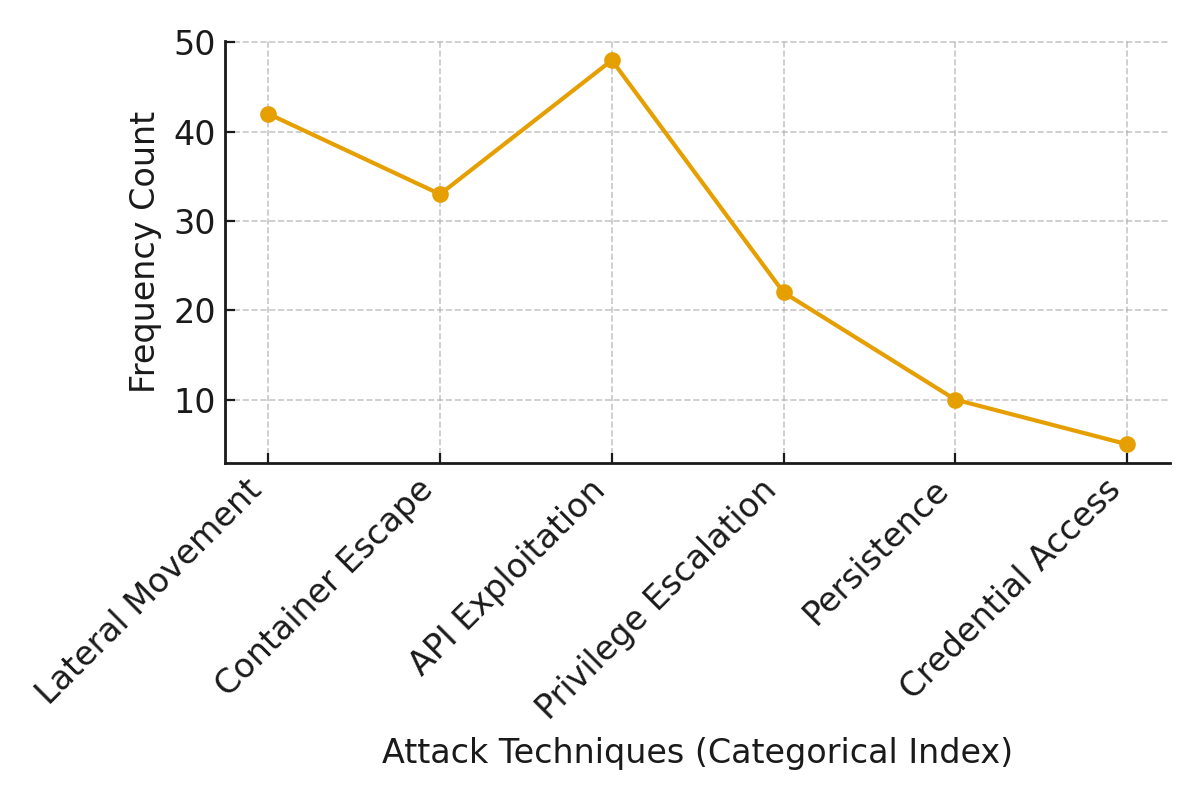 Frequency Count
50
40
30
20
10
Lateral Movement
Container Escape
API Exploitation
Privilege Escalation
Persistence
Credential Access
Attack Techniques (Categorical Index)